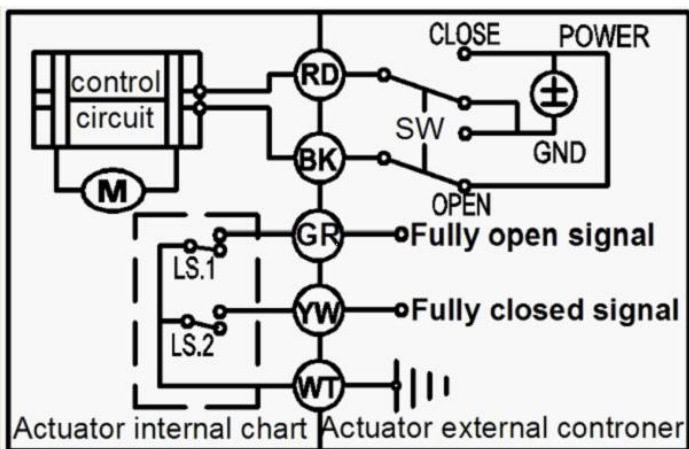 CLOSE POWER
RD
control
circuit
SW
±
GND
M
BK
OPEN
GR
Fully open signal
LS.1
YW
Fully closed signal
LS.2
WT
Actuator internal chart
Actuator external controner